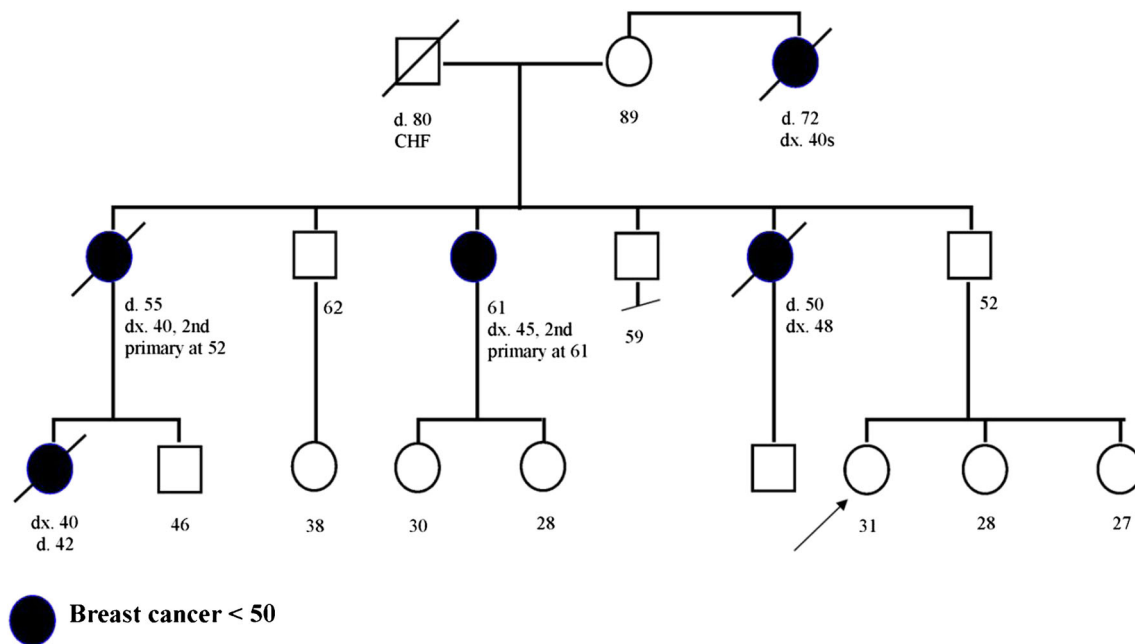 d. 80
CHF
89
d. 72
dx. 40s
d. 55
dx. 40, 2nd
primary at 52
62
61
dx. 45, 2nd
primary at 61
59
d. 50
dx. 48
52
dx. 40
d. 42
46
38
30
28
31
28
27
Breast cancer < 50